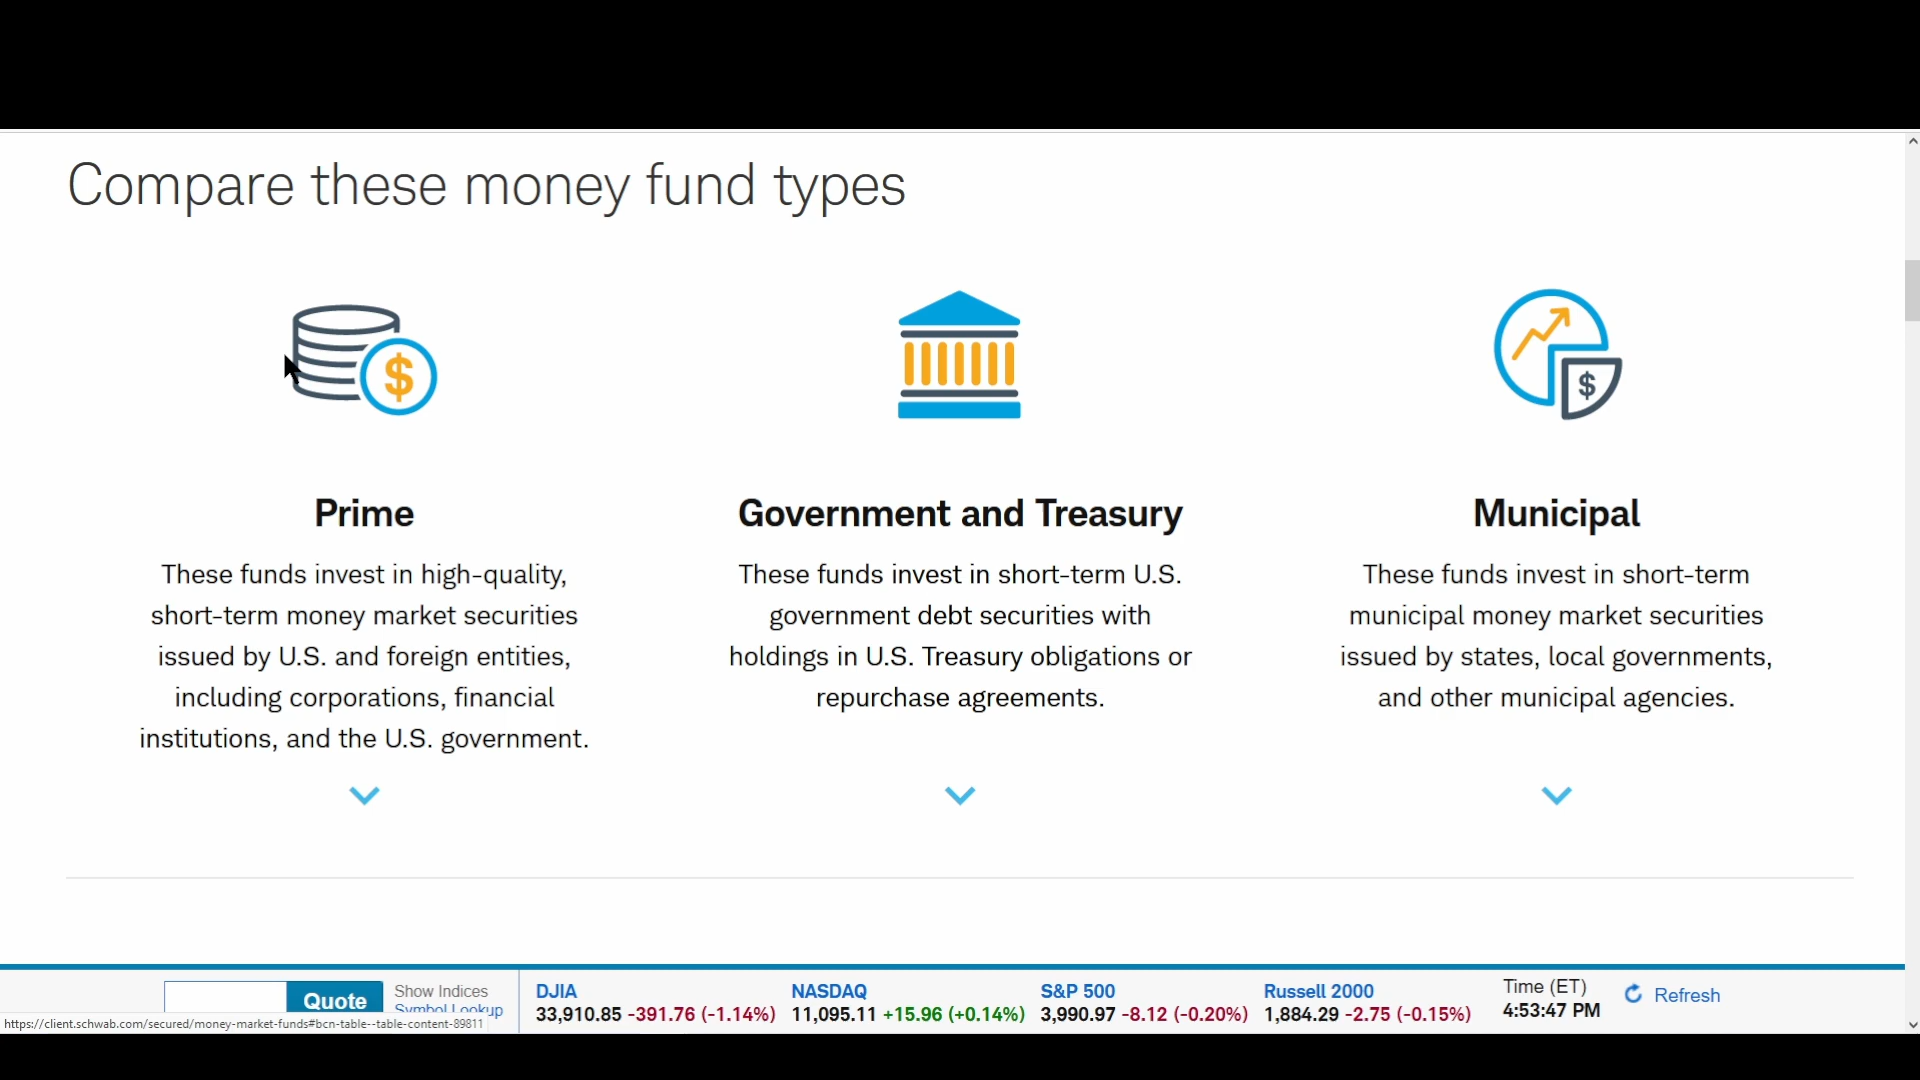 Compare these money fund types
$
$
Prime
These funds invest in high-quality,
short-term money market securities
issued by U.S. and foreign entities,
including corporations, financial
institutions, and the U.S. government.
Government and Treasury
These funds invest in short-term U.S.
government debt securities with
holdings in U.S. Treasury obligations or
repurchase agreements.
Municipal
These funds invest in short-term
municipal money market securities
issued by states, local governments,
and other municipal agencies.
Quote
Show Indices
Symbol Lookup
DJIA
33,910.85 -391.76 (-1.14%)
NASDAQ
11,095.11 +15.96 (+0.14%)
S&P 500
3,990.97 -8.12 (-0.20%)
Russell 2000
1,884.29 -2.75 (-0.15%)
Time (ET)
4:53:47 PM
Refresh
https://client.schwab.com/secured/money-market-funds#bcn-table--table-content-89811